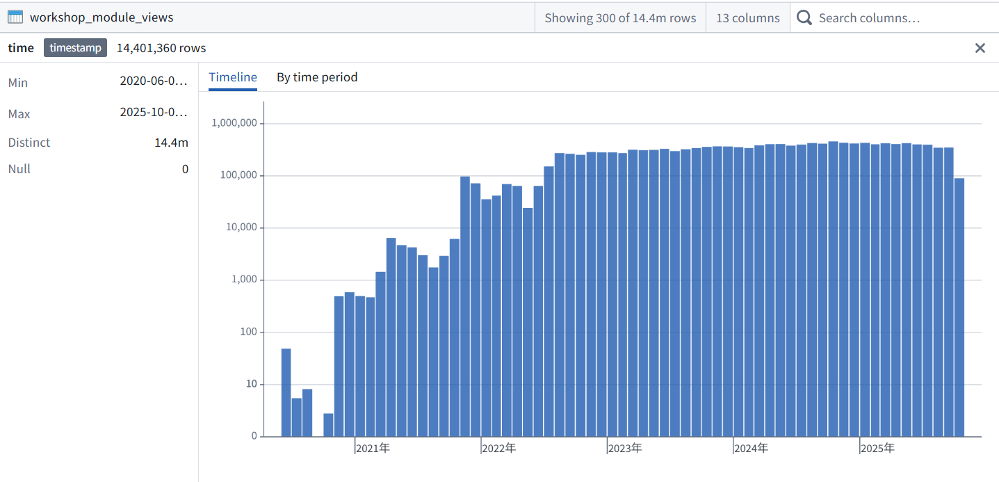 workshop_module_views
Showing 300 of 14.4m rows
13 columns
Search columns…
time
timestamp
14,401,360 rows
Min 2020-06-0…
Max 2025-10-0…
Distinct 14.4m
Null 0
Timeline
By time period
1,000,000
100,000
10,000
1,000
100
10
0
2021年
2022年
2023年
2024年
2025年